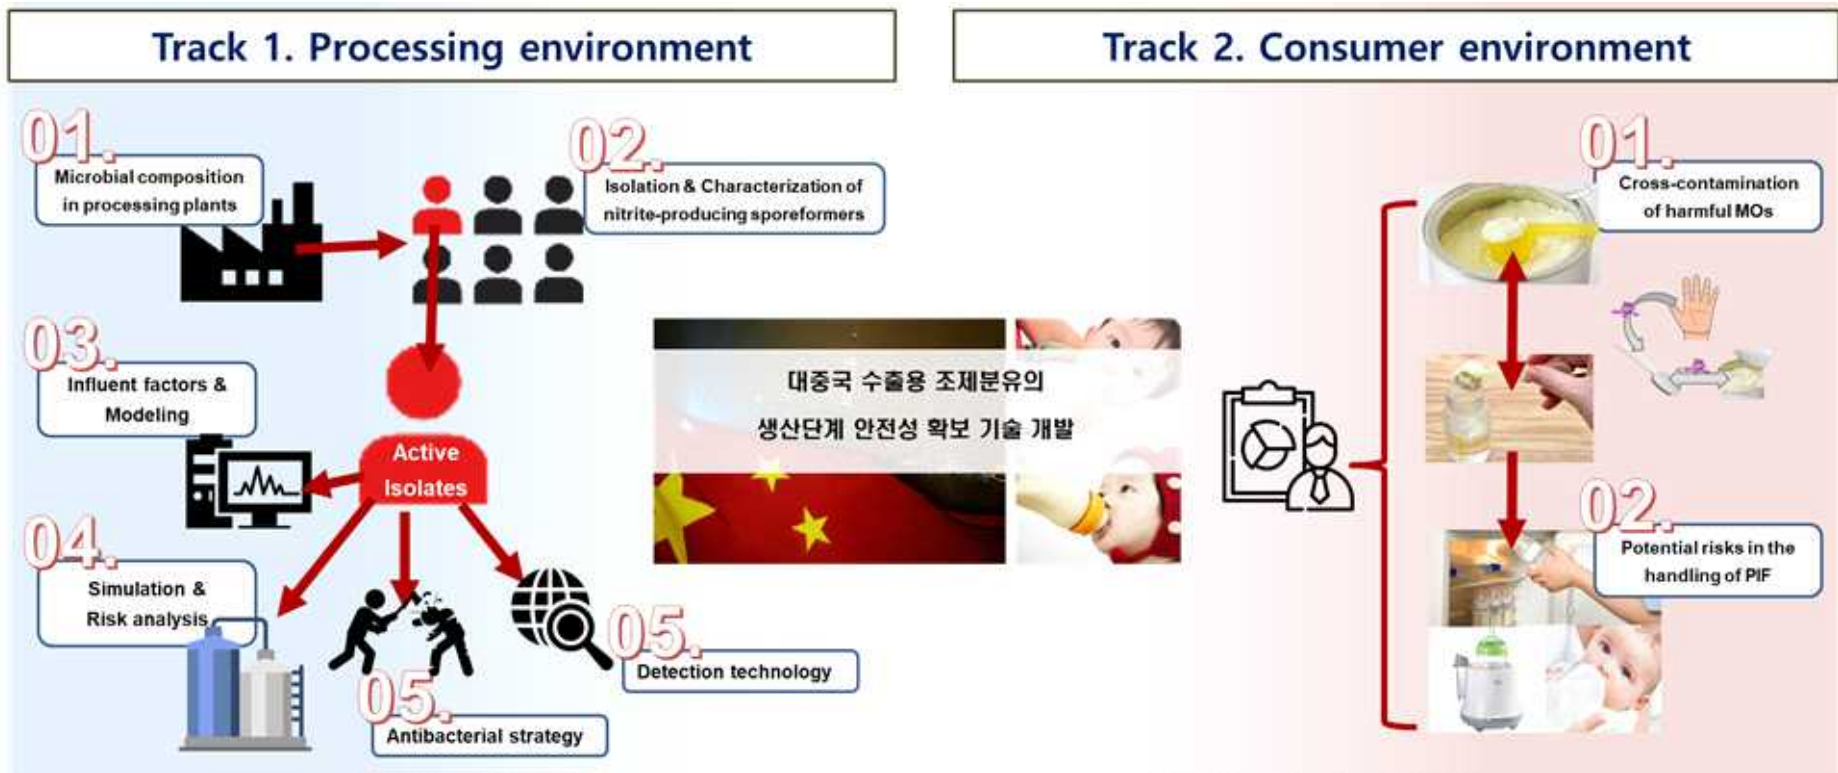 Track 1. Processing environment
01.
Microbial composition
in processing plants
02.
Isolation & Characterization of
nitrite-producing sporeformers
03.
Influent factors &
Modeling
Active
Isolates
04.
Simulation &
Risk analysis
05.
Antibacterial strategy
05.
Detection technology
대중국 수출용 조제분유의
생산단계 안전성 확보 기술 개발
Track 2. Consumer environment
01.
Cross-contamination
of harmful MOs
02.
Potential risks in the
handling of PIF